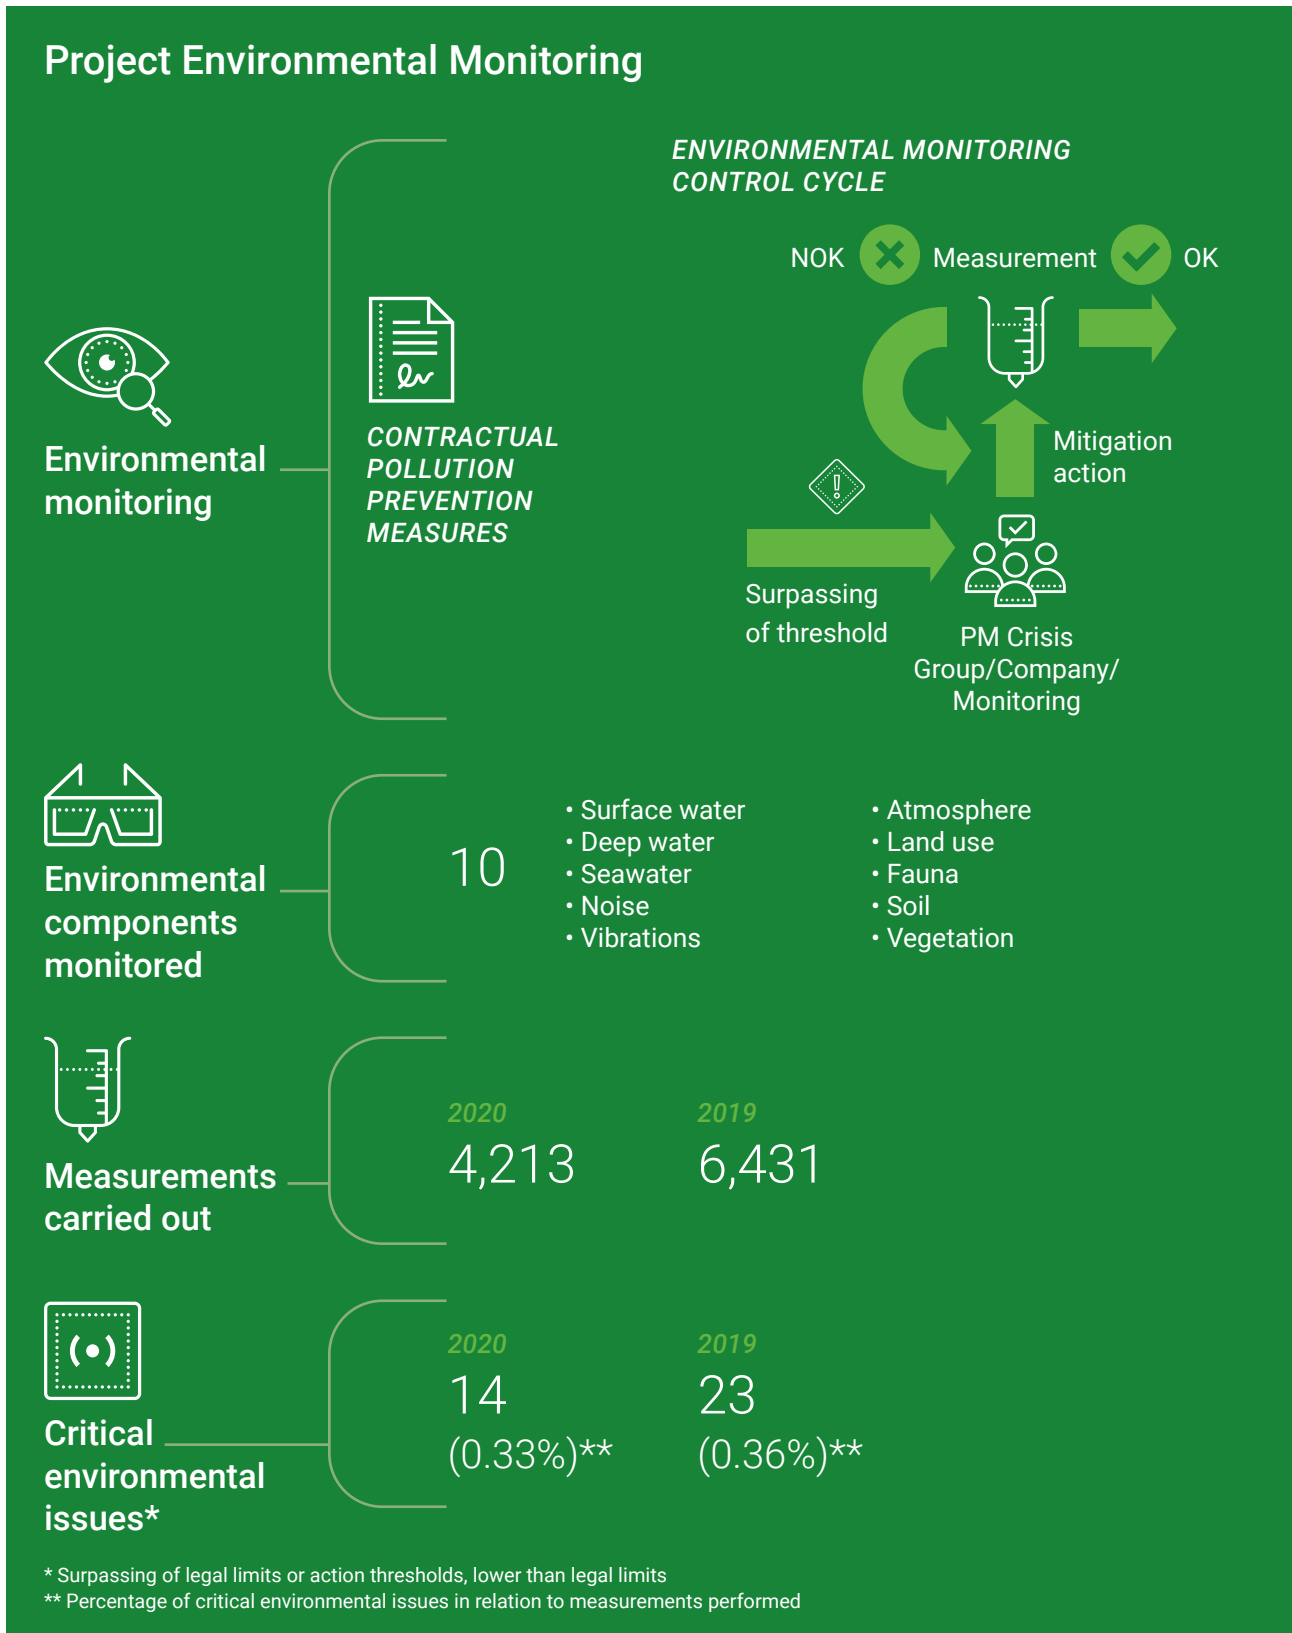 Project Environmental Monitoring
Environmental
monitoring
CONTRACTUAL
POLLUTION
PREVENTION
MEASURES
ENVIRONMENTAL MONITORING
CONTROL CYCLE
NOK
Measurement
OK
Mitigation
action
Surpassing
of threshold
PM Crisis
Group/Company/
Monitoring
Environmental
components
monitored
10
• Surface water
• Deep water
• Seawater
• Noise
• Vibrations
• Atmosphere
• Land use
• Fauna
• Soil
• Vegetation
Measurements
carried out
2020
4,213
2019
6,431
Critical
environmental
issues*
2020
14
(0.33%)**
2019
23
(0.36%)**
* Surpassing of legal limits or action thresholds, lower than legal limits
** Percentage of critical environmental issues in relation to measurements performed